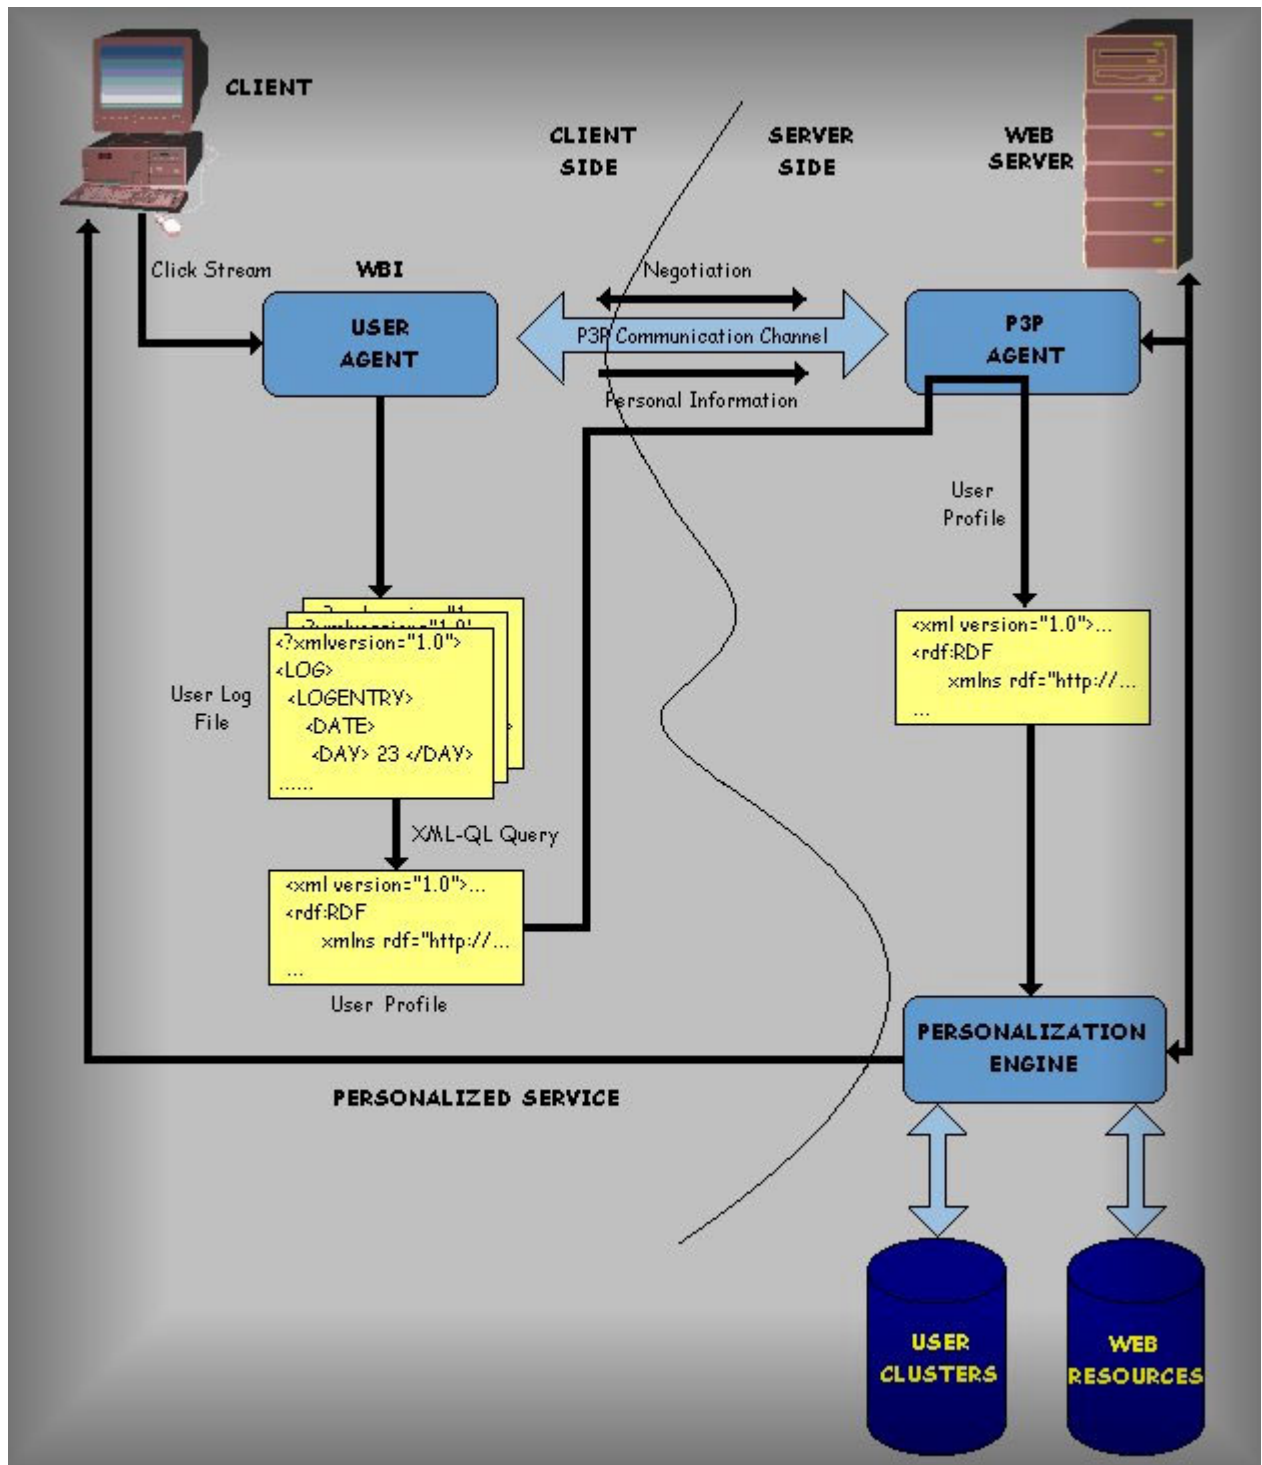 CLIENT
CLIENT
SIDE
SERVER
SIDE
WEB
SERVER
Click Stream
WBI
USER
AGENT
Negotiation
P3P Communication Channel
Personal Information
P3P
AGENT
User
Profile
<?xmlversion="1.0">
<LOG>
<LOGENTRY>
<DATE>
<DAY> 23 </DAY>
......
User Log
File
<xml version="1.0">...
<rdf:RDF
xmlns rdf="http://...
...
XML-QL Query
<xml version="1.0">...
<rdf:RDF
xmlns rdf="http://...
...
User Profile
PERSONALIZATION
ENGINE
PERSONALIZED SERVICE
USER
CLUSTERS
WEB
RESOURCES